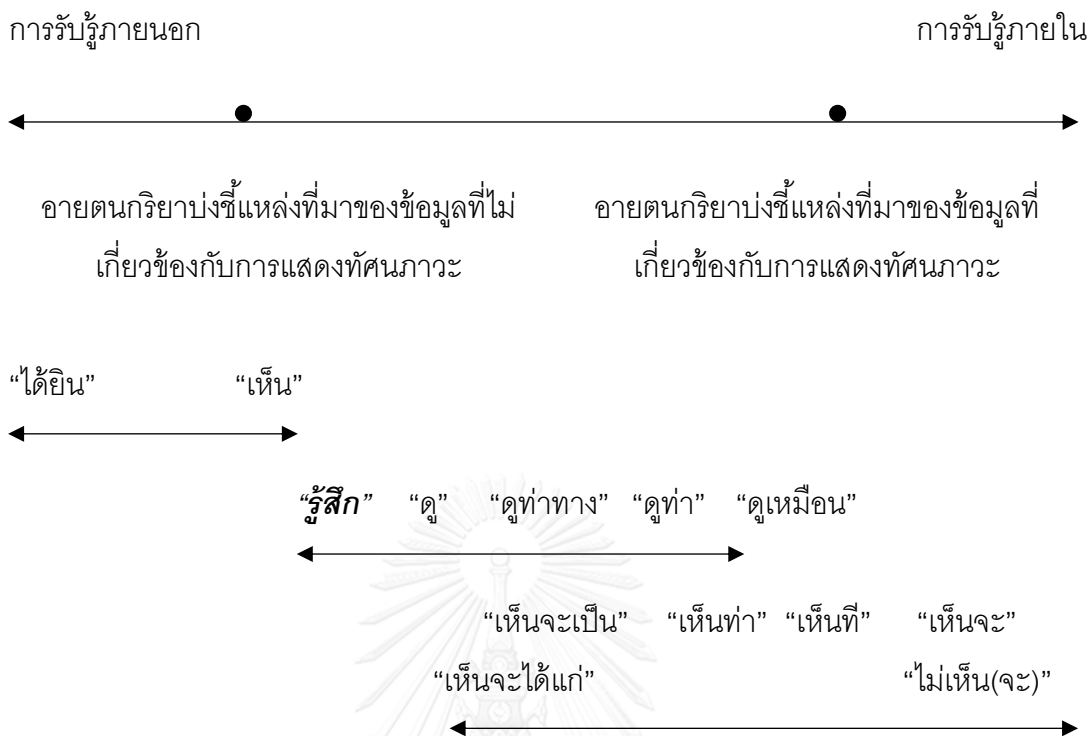 การรับรู้ภายนอก การรับรู้ภายใน
อายตนกริยาบ่งชี้แหล่งที่มาของข้อมูลที่ไม่ อายตนกริยาบ่งชี้แหล่งที่มาของข้อมูลที่
เกี่ยวข้องกับการแสดงทัศนภาวะ เกี่ยวข้องกับการแสดงทัศนภาวะ
“ได้ยิน” “เห็น”
“รู้สึก” “ดู” “ดูท่าทาง” “ดูท่า” “ดูเหมือน”
“เห็นจะเป็น” “เห็นท่า” “เห็นที” “เห็นจะ”
“เห็นจะได้แก่” “ไม่เห็น(จะ)”